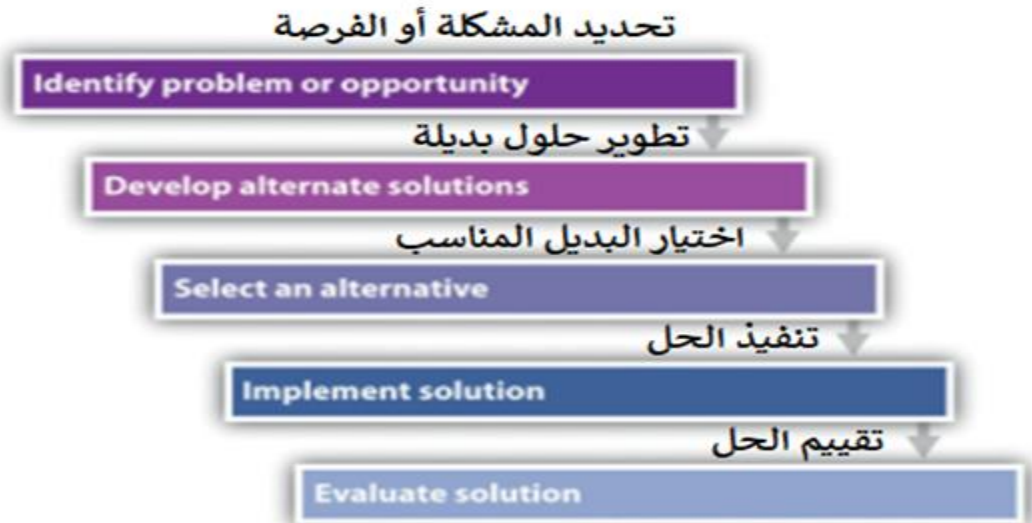 تحديد المشكلة أو الفرصة
Identify problem or opportunity
تطوير حلول بديلة
Develop alternate solutions
اختيار البديل المناسب
Select an alternative
تنفيذ الحل
Implement solution
تقييم الحل
Evaluate solution